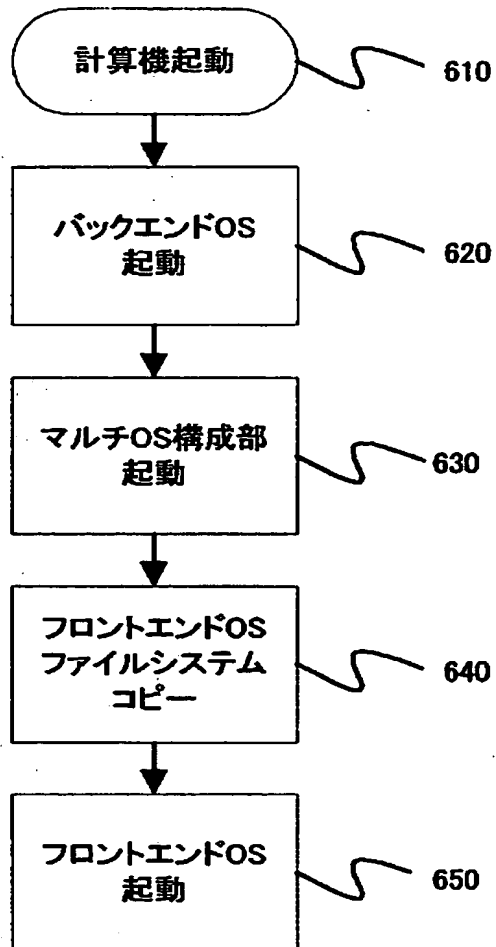 計算機起動
610
バックエンドOS
起動
620
マルチOS構成部
起動
630
フロントエンドOS
ファイルシステム
コピー
640
フロントエンドOS
起動
650